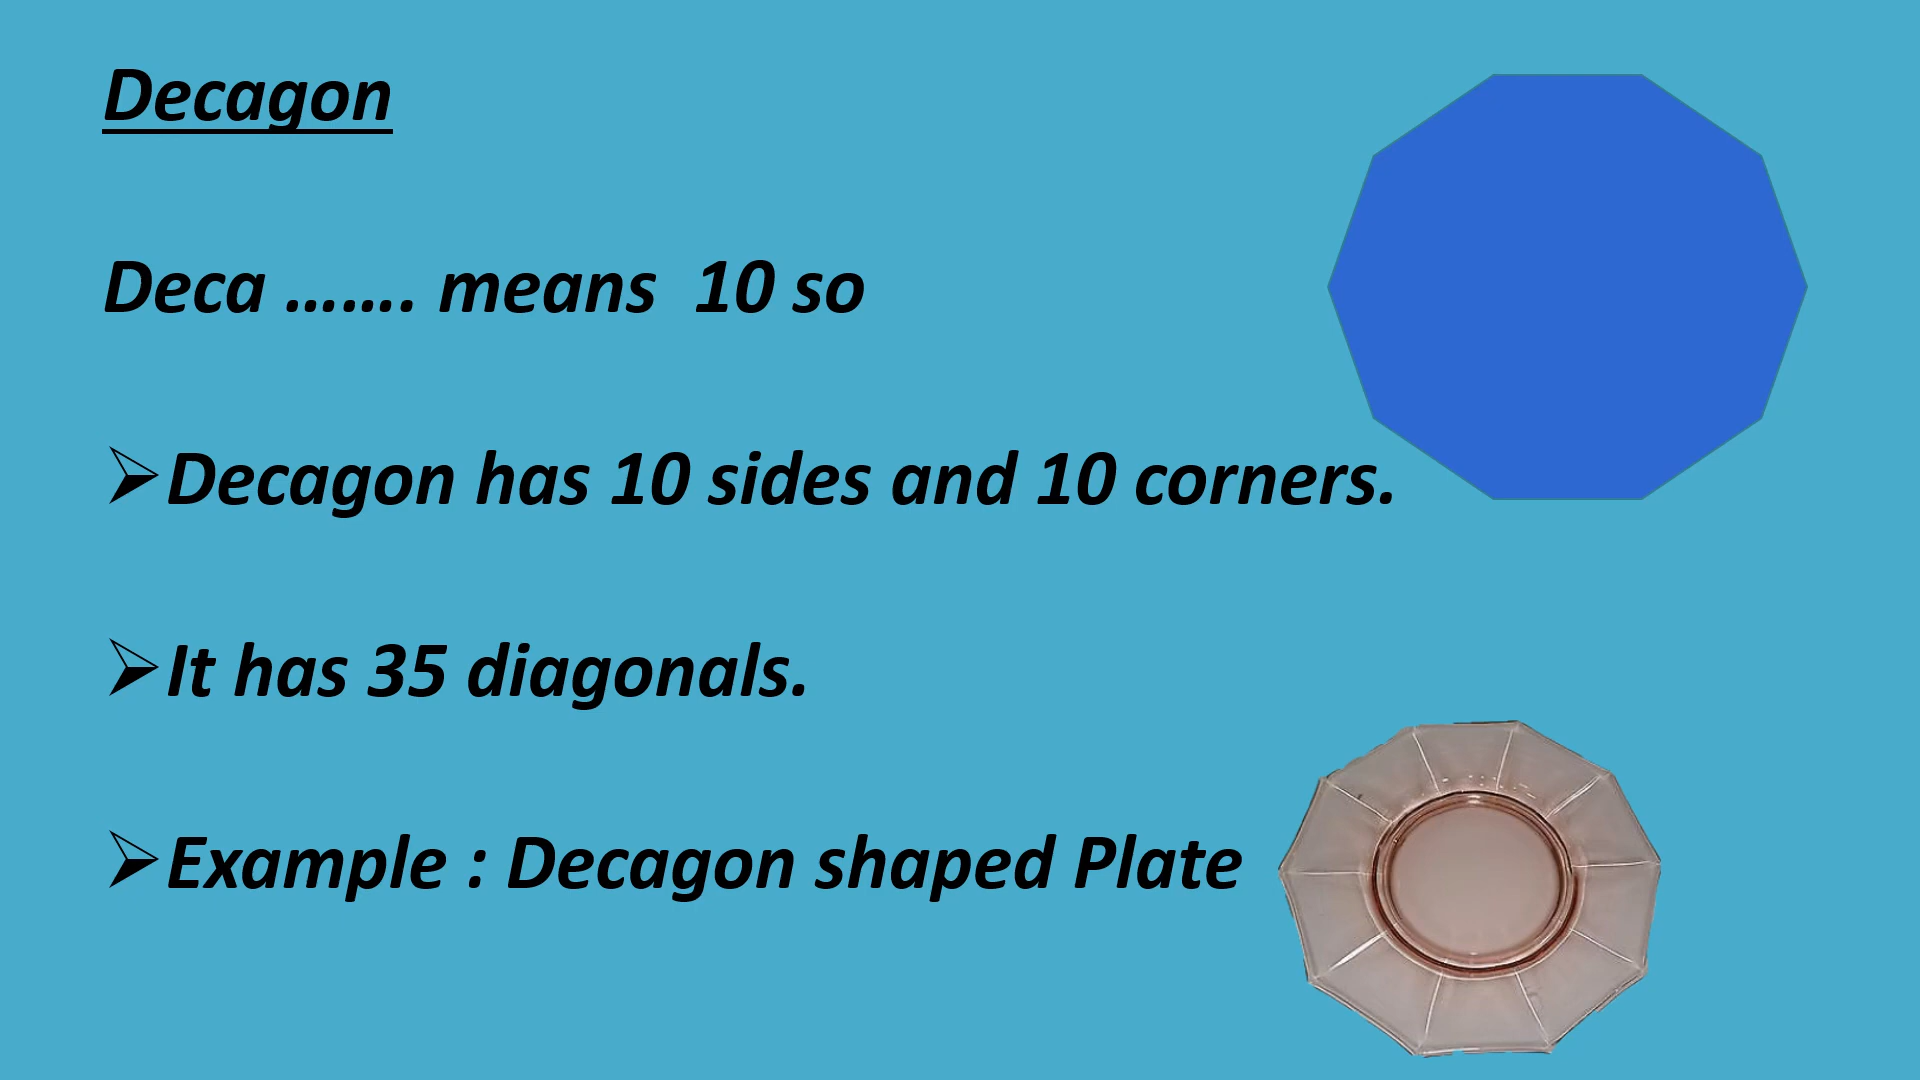 Decagon
Deca ……. means  10 so
➢Decagon has 10 sides and 10 corners.
➢It has 35 diagonals.
➢Example : Decagon shaped Plate